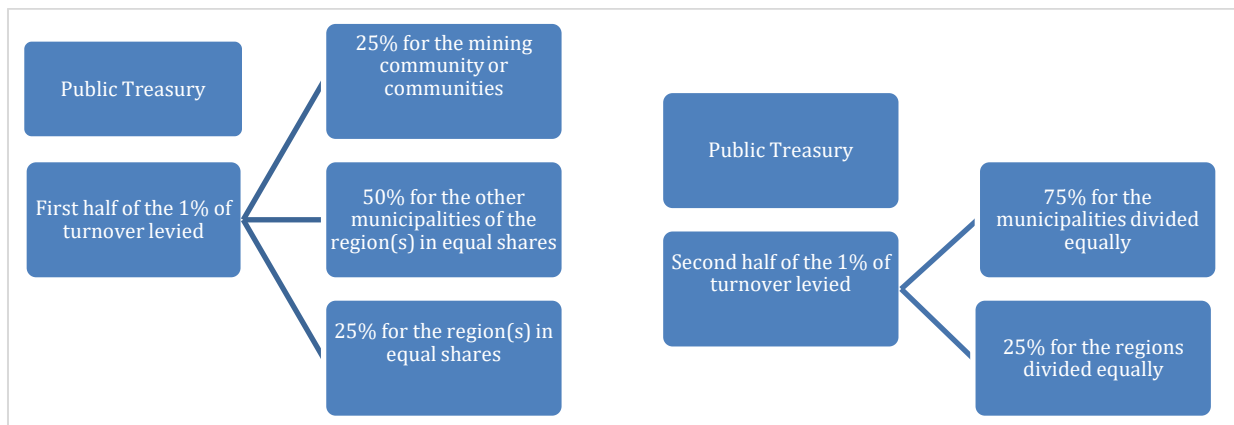 Public Treasury
First half of the 1% of
turnover levied
25% for the mining
community or
communities
50% for the other
municipalities of the
region(s) in equal shares
25% for the region(s) in
equal shares
Public Treasury
Second half of the 1% of
turnover levied
75% for the
municipalities divided
equally
25% for the regions
divided equally